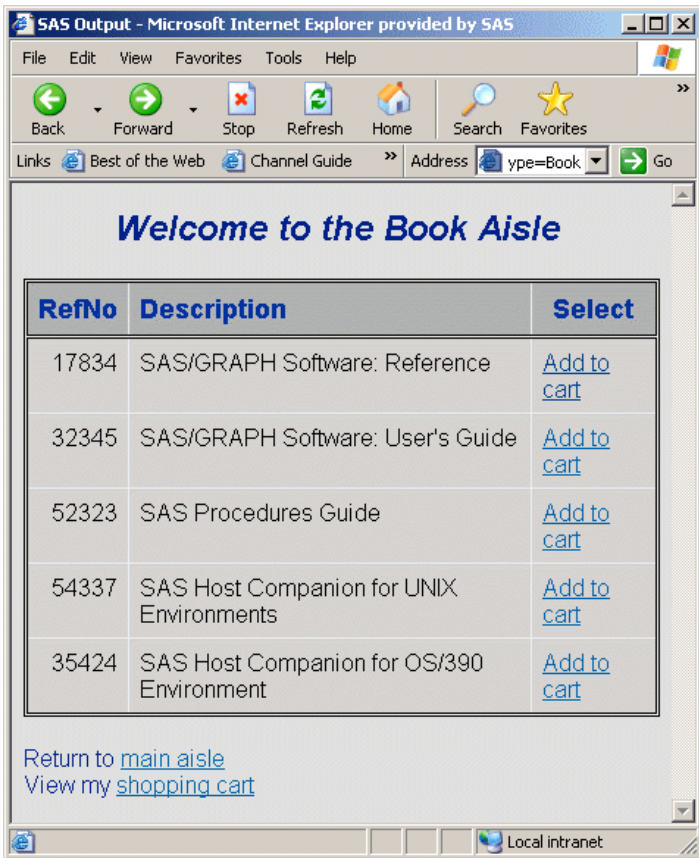 SAS Output - Microsoft Internet Explorer provided by SAS
File Edit View Favorites Tools Help
Back Forward Stop Refresh Home Search Favorites »
Links Best of the Web Channel Guide » Address ype=Book Go
Welcome to the Book Aisle
RefNo Description Select
17834 SAS/GRAPH Software: Reference Add to
cart
32345 SAS/GRAPH Software: User's Guide Add to
cart
52323 SAS Procedures Guide Add to
cart
54337 SAS Host Companion for UNIX Add to
Environments cart
35424 SAS Host Companion for OS/390 Add to
Environment cart
Return to main aisle
View my shopping cart
Local intranet